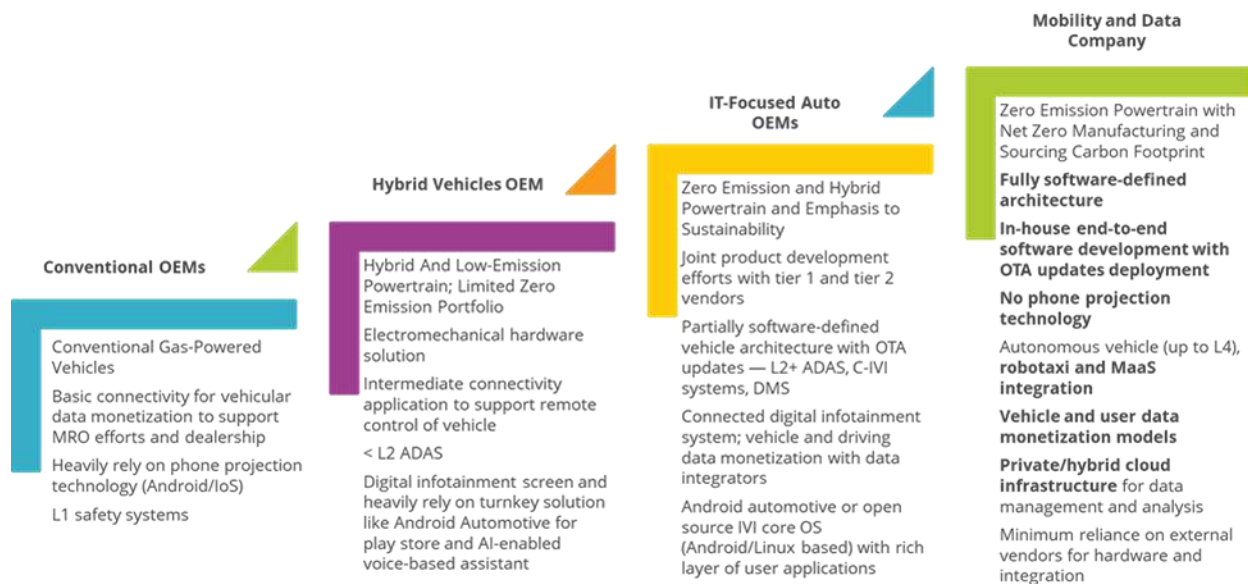 Conventional OEMs
Conventional Gas-Powered
Vehicles
Basic connectivity for vehicular
data monetization to support
MRO efforts and dealership
Heavily rely on phone projection
technology (Android/IoS)
L1 safety systems
Hybrid Vehicles OEM
Hybrid And Low-Emission
Powertrain; Limited Zero
Emission Portfolio
Electromechanical hardware
solution
Intermediate connectivity
application to support remote
control of vehicle
< L2 ADAS
Digital infotainment screen and
heavily rely on turnkey solution
like Android Automotive for
play store and AI-enabled
voice-based assistant
IT-Focused Auto
OEMs
Zero Emission and Hybrid
Powertrain and Emphasis to
Sustainability
Joint product development
efforts with tier 1 and tier 2
vendors
Partially software-defined
vehicle architecture with OTA
updates — L2+ ADAS, C-IVI
systems, DMS
Connected digital infotainment
system; vehicle and driving
data monetization with data
integrators
Android automotive or open
source IVI core OS
(Android/Linux based) with rich
layer of user applications
Mobility and Data
Company
Zero Emission Powertrain with
Net Zero Manufacturing and
Sourcing Carbon Footprint
Fully software-defined
architecture
In-house end-to-end
software development with
OTA updates deployment
No phone projection
technology
Autonomous vehicle (up to L4),
robotaxi and MaaS
integration
Vehicle and user data
monetization models
Private/hybrid cloud
infrastructure for data
management and analysis
Minimum reliance on external
vendors for hardware and
integration